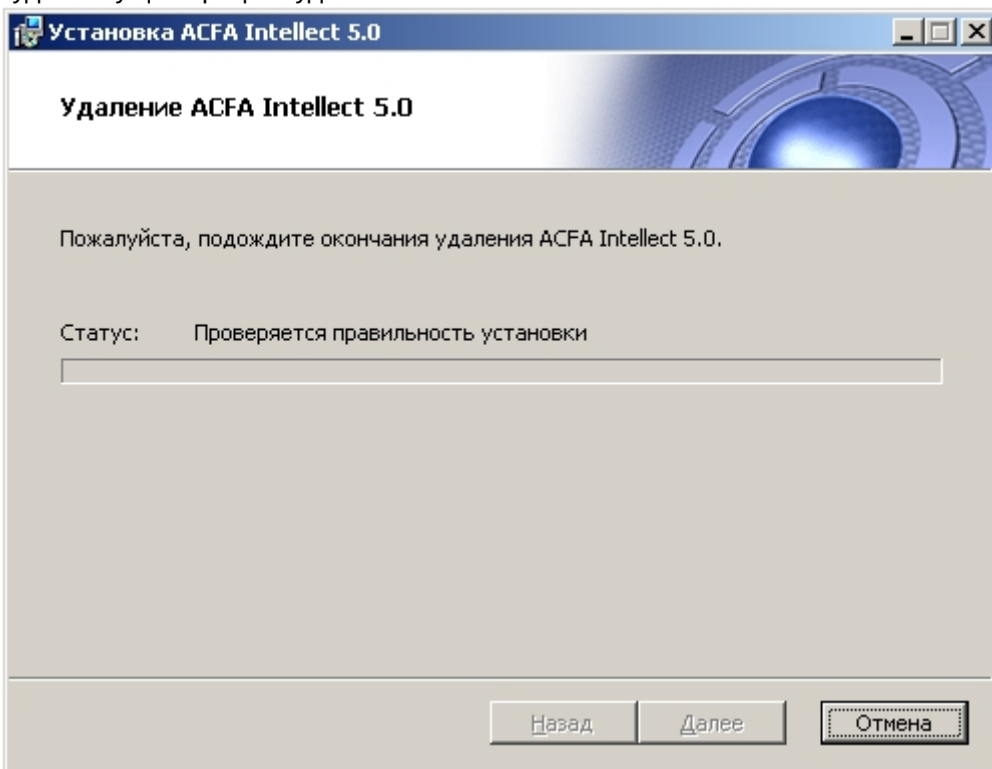 Установка ACFA Intellect 5.0
Удаление ACFA Intellect 5.0
Пожалуйста, подождите окончания удаления ACFA Intellect 5.0.
Статус: Проверяется правильность установки
Назад Далее Отмена